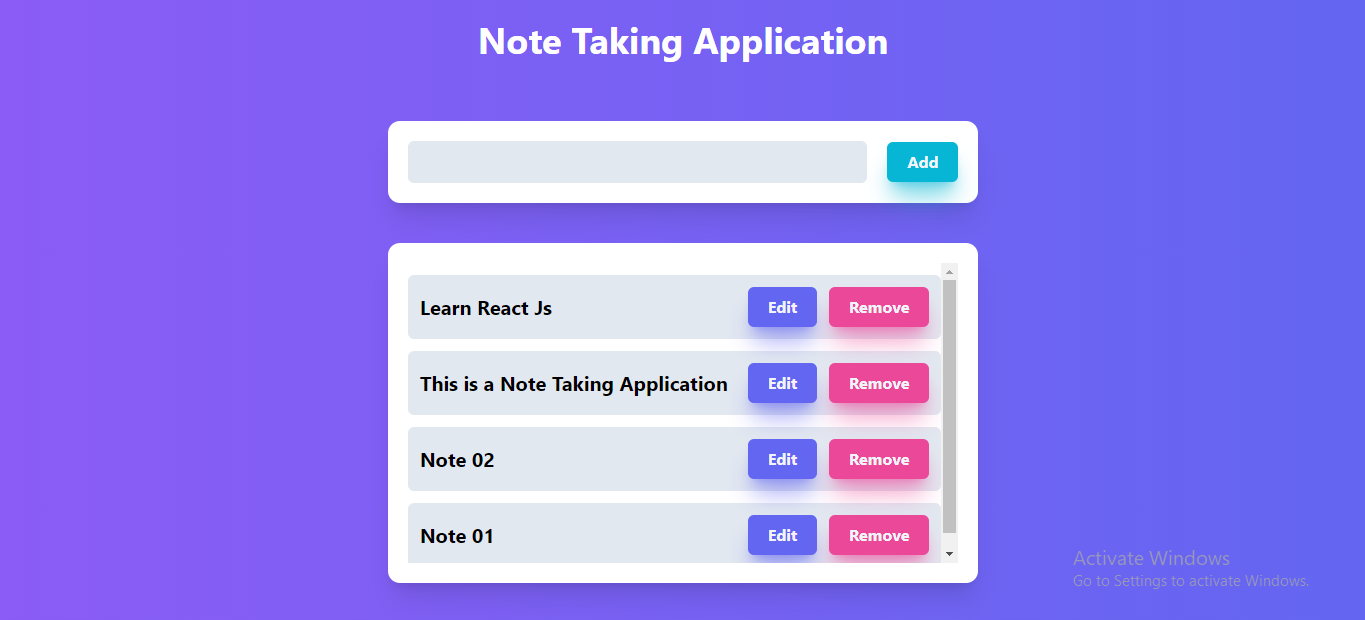 Note Taking Application
Add
Learn React Js Edit Remove
This is a Note Taking Application Edit Remove
Note 02 Edit Remove
Note 01 Edit Remove
Activate Windows
Go to Settings to activate Windows.